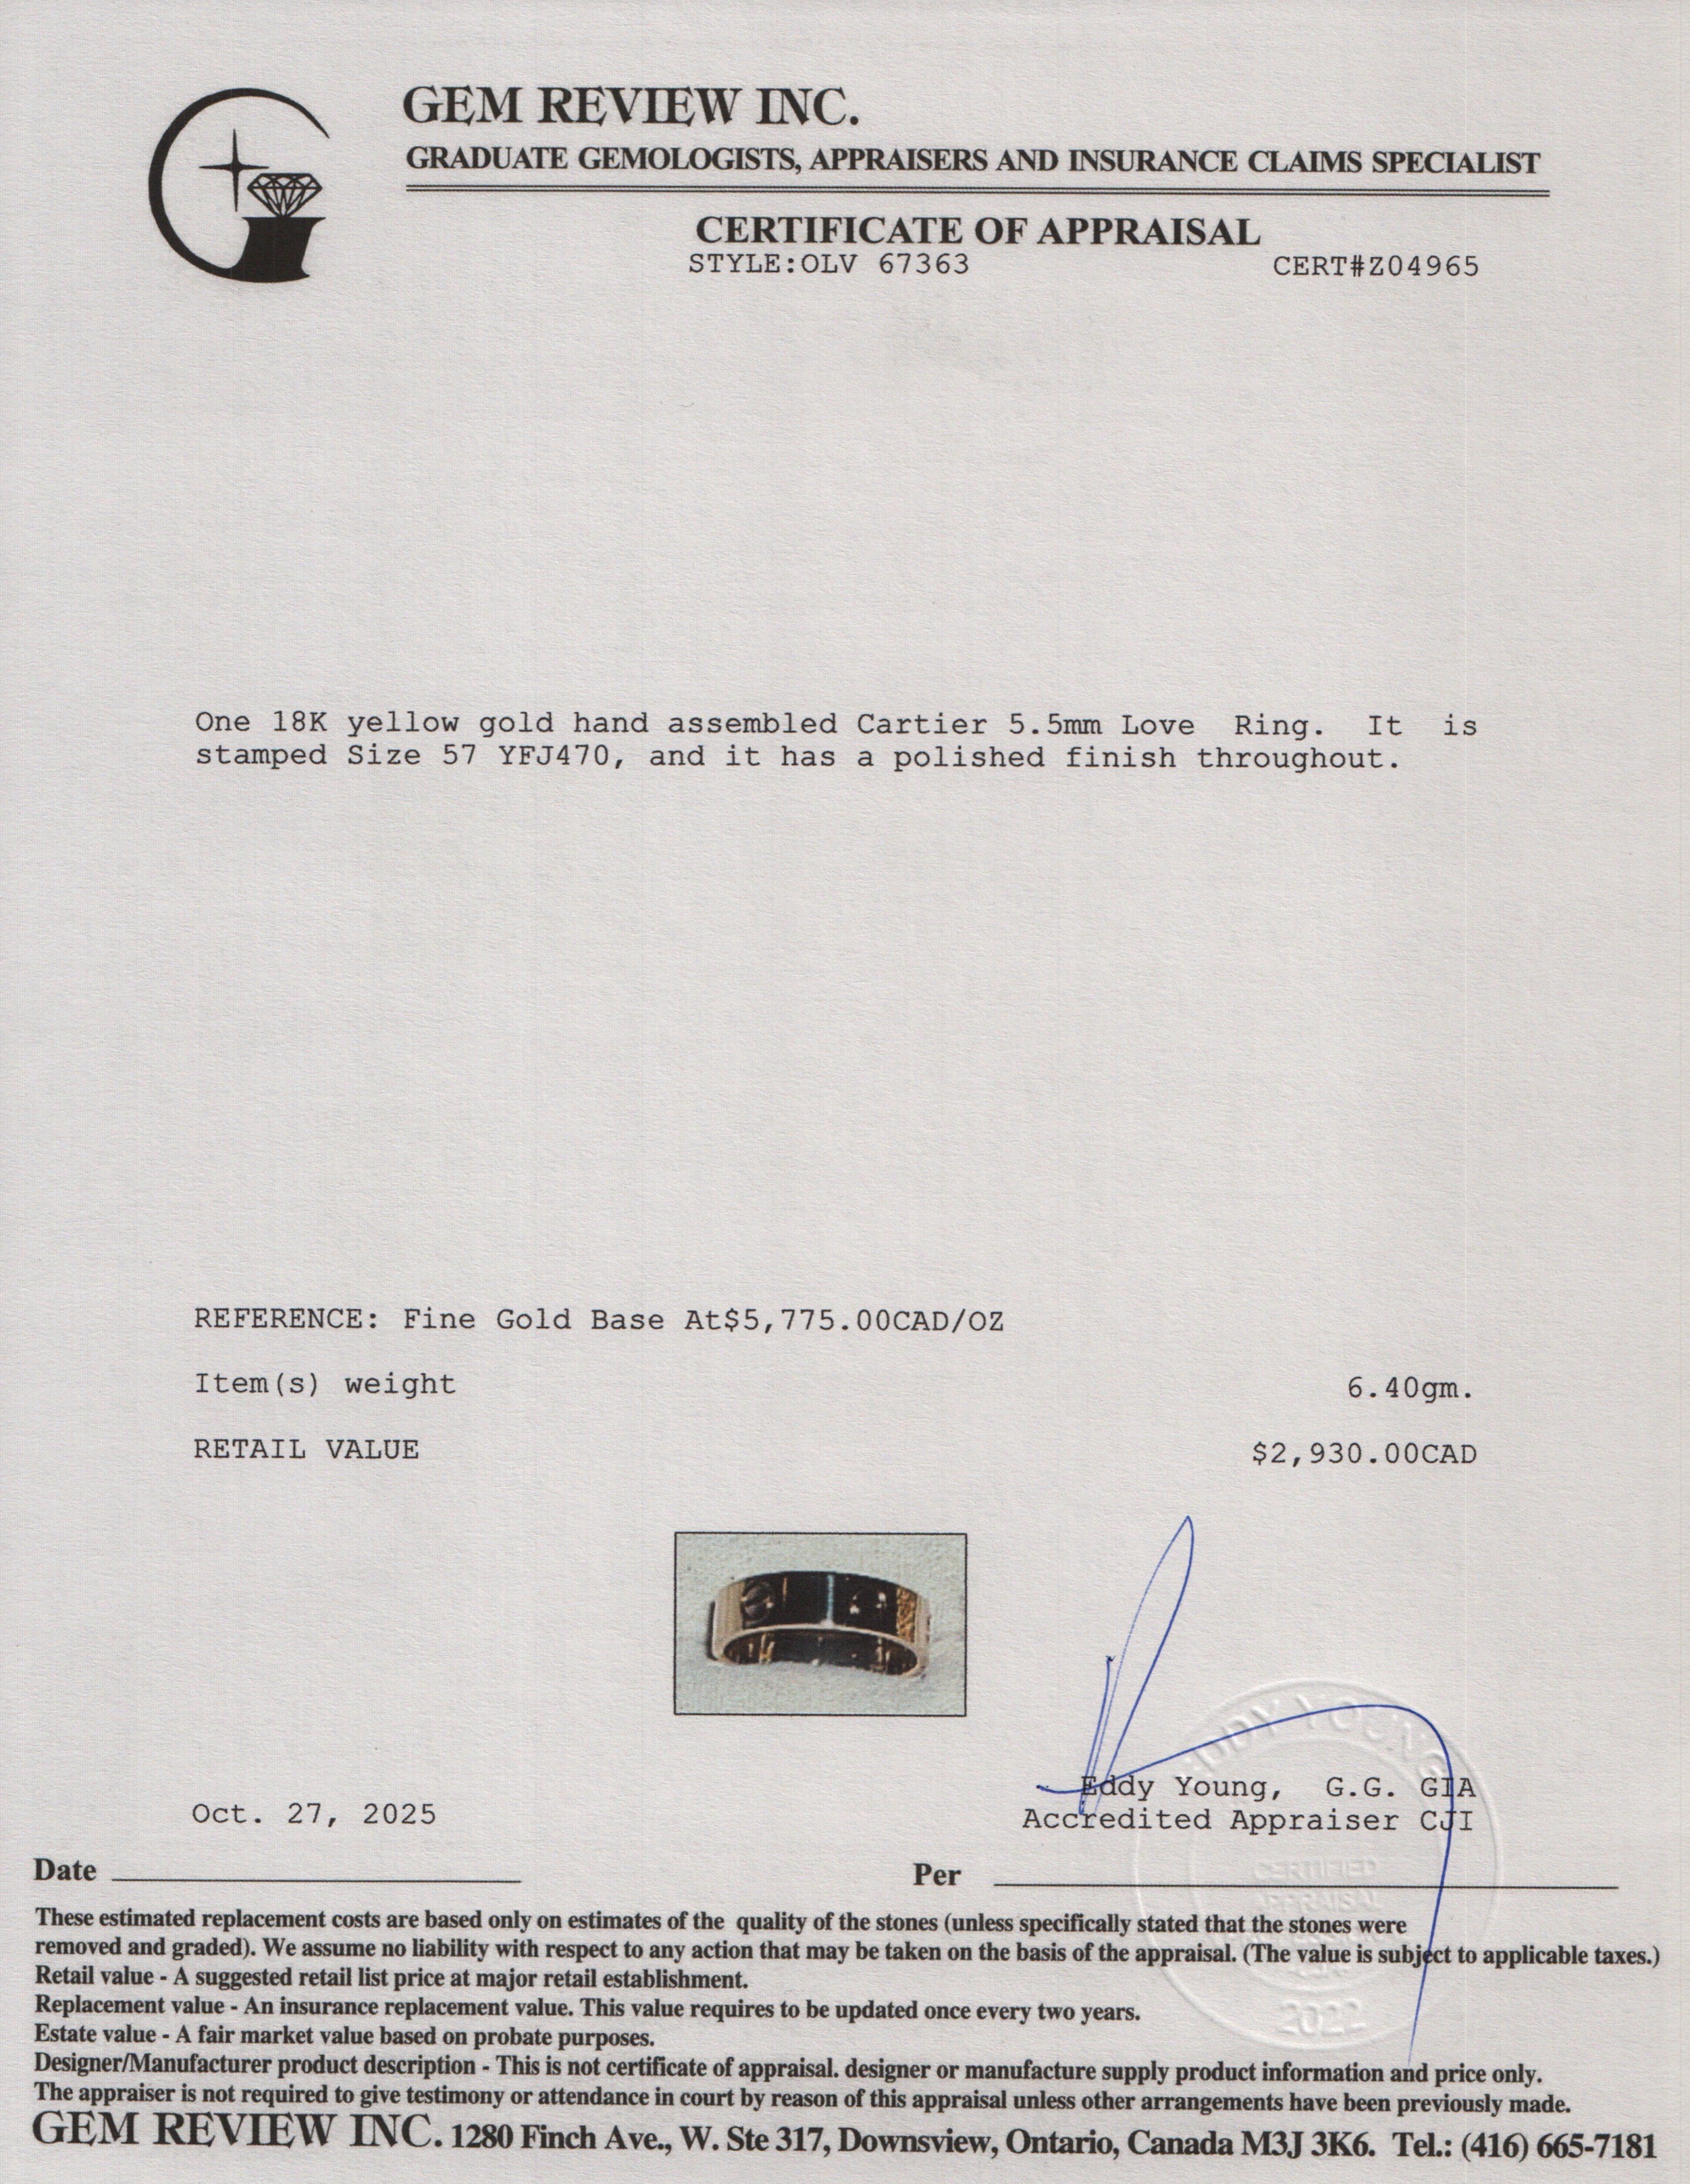 GEM REVIEW INC.
GRADUATE GEMOLOGISTS, APPRAISERS AND INSURANCE CLAIMS SPECIALIST
CERTIFICATE OF APPRAISAL
STYLE:OLV 67363 CERT#Z04965
One 18K yellow gold hand assembled Cartier 5.5mm Love Ring. It is
stamped Size 57 YFJ470, and it has a polished finish throughout.
REFERENCE: Fine Gold Base At$5,775.00CAD/OZ
Item(s) weight 6.40gm.
RETAIL VALUE $2,930.00CAD
Eddy Young, G.G. GIA
Oct. 27, 2025 Accredited Appraiser CJI
Date Per
EDDY YOUNG
CERTIFIED
APPRAISAL
2022
These estimated replacement costs are based only on estimates of the quality of the stones (unless specifically stated that the stones were
removed and graded). We assume no liability with respect to any action that may be taken on the basis of the appraisal. (The value is subject to applicable taxes.)
Retail value - A suggested retail list price at major retail establishment.
Replacement value - An insurance replacement value. This value requires to be updated once every two years.
Estate value - A fair market value based on probate purposes.
Designer/Manufacturer product description - This is not certificate of appraisal. designer or manufacture supply product information and price only.
The appraiser is not required to give testimony or attendance in court by reason of this appraisal unless other arrangements have been previously made.
GEM REVIEW INC. 1280 Finch Ave., W. Ste 317, Downsview, Ontario, Canada M3J 3K6. Tel.: (416) 665-7181